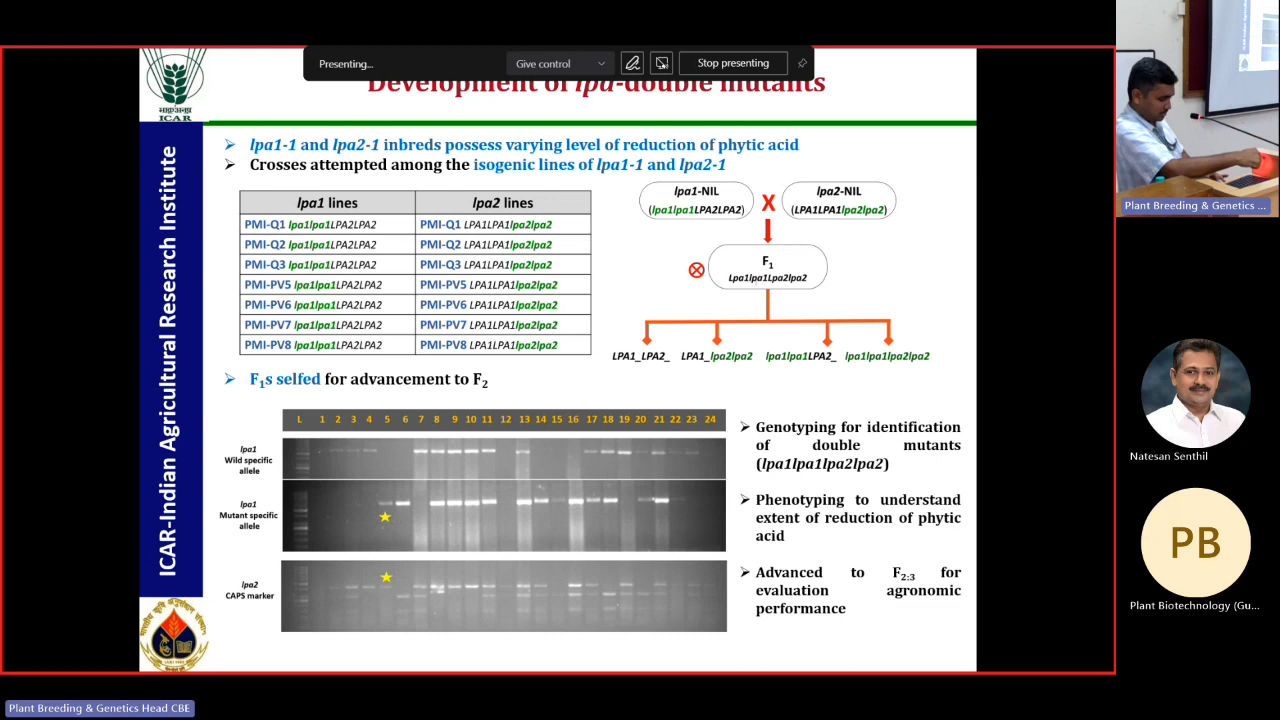 Presenting...
Give control
Stop presenting
Development of lpa-double mutants
ICAR
ICAR-Indian Agricultural Research Institute
➢ lpa1-1 and lpa2-1 inbreds possess varying level of reduction of phytic acid
➢ Crosses attempted among the isogenic lines of lpa1-1 and lpa2-1
lpa1 lines lpa2 lines
PMI-Q1 lpa1lpa1LPA2LPA2 PMI-Q1 LPA1LPA1lpa2lpa2
PMI-Q2 lpa1lpa1LPA2LPA2 PMI-Q2 LPA1LPA1lpa2lpa2
PMI-Q3 lpa1lpa1LPA2LPA2 PMI-Q3 LPA1LPA1lpa2lpa2
PMI-PV5 lpa1lpa1LPA2LPA2 PMI-PV5 LPA1LPA1lpa2lpa2
PMI-PV6 lpa1lpa1LPA2LPA2 PMI-PV6 LPA1LPA1lpa2lpa2
PMI-PV7 lpa1lpa1LPA2LPA2 PMI-PV7 LPA1LPA1lpa2lpa2
PMI-PV8 lpa1lpa1LPA2LPA2 PMI-PV8 LPA1LPA1lpa2lpa2
lpa1-NIL
(lpa1lpa1LPA2LPA2)
X
lpa2-NIL
(LPA1LPA1lpa2lpa2)
F1
Lpa1lpa1Lpa2lpa2
LPA1_LPA2_ LPA1_lpa2lpa2 lpa1lpa1LPA2_ lpa1lpa1lpa2lpa2
➢ F1s selfed for advancement to F2
L 1 2 3 4 5 6 7 8 9 10 11 12 13 14 15 16 17 18 19 20 21 22 23 24
lpa1
Wild specific
allele
lpa1
Mutant specific
allele
lpa2
CAPS marker
➢ Genotyping for identification
of double mutants
(lpa1lpa1lpa2lpa2)
➢ Phenotyping to understand
extent of reduction of phytic
acid
➢ Advanced to F2:3 for
evaluation agronomic
performance
Plant Breeding & Genetics ...
Natesan Senthil
PB
Plant Biotechnology (Gu...
Plant Breeding & Genetics Head CBE